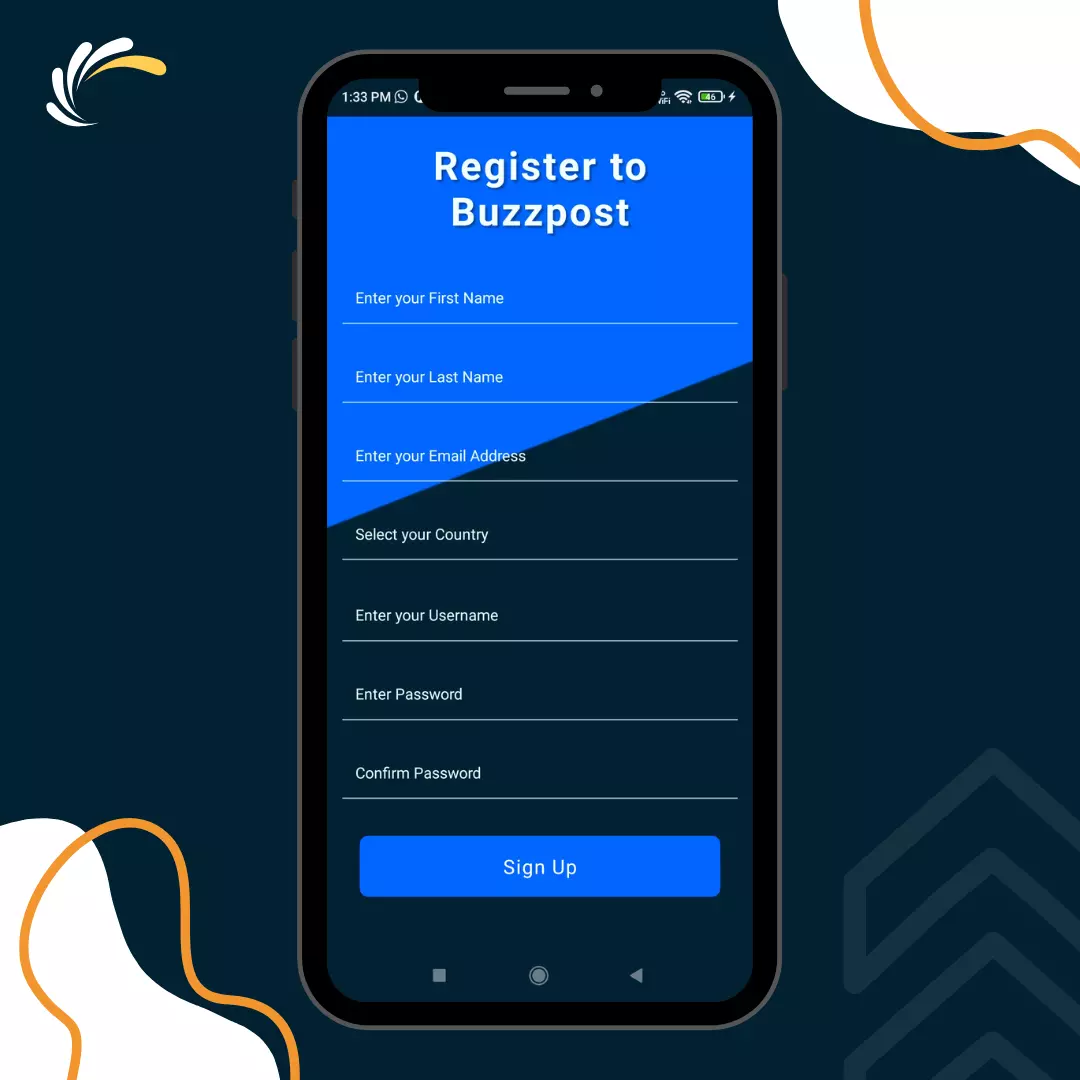 1:33 PM
WiFi
46
Register to
Buzzpost
Enter your First Name
Enter your Last Name
Enter your Email Address
Select your Country
Enter your Username
Enter Password
Confirm Password
Sign Up